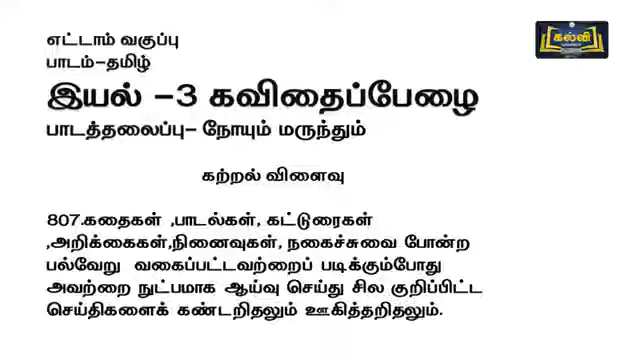 எட்டாம் வகுப்பு
பாடம்-தமிழ்
இயல் -3 கவிதைப்பேழை
பாடத்தலைப்பு- நோயும் மருந்தும்
கற்றல் விளைவு
807.கதைகள் ,பாடல்கள், கட்டுரைகள்
,அறிக்கைகள்,நினைவுகள், நகைச்சுவை போன்ற
பல்வேறு வகைப்பட்டவற்றைப் படிக்கும்போது
அவற்றை நுட்பமாக ஆய்வு செய்து சில குறிப்பிட்ட
செய்திகளைக் கண்டறிதலும் ஊகித்தறிதலும்.
கல்வி